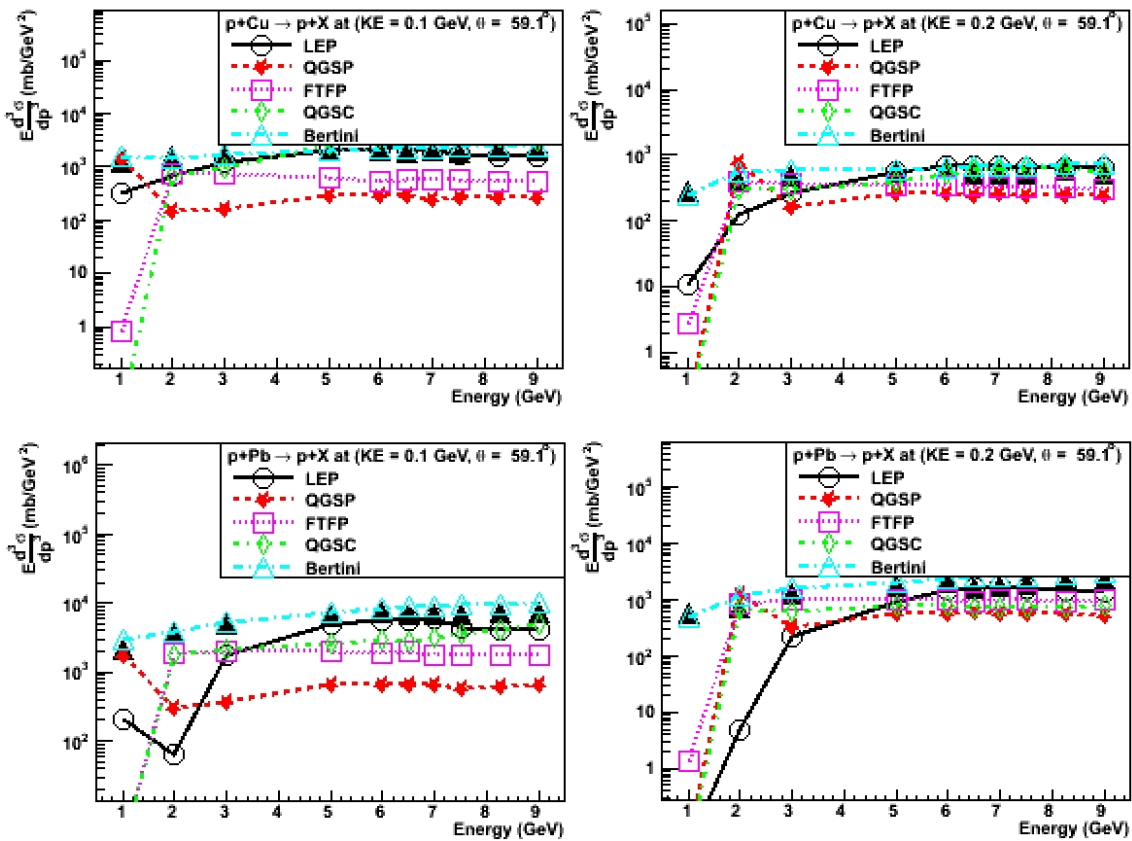 p+Cu → p+X at (KE = 0.1 GeV, θ = 59.1°)
LEP
QGSP
FTFP
QGSC
Bertini
E d³σ/dp³ (mb/GeV²)
10⁵
10⁴
10³
10²
10
1
1 2 3 4 5 6 7 8 9
Energy (GeV)
p+Cu → p+X at (KE = 0.2 GeV, θ = 59.1°)
LEP
QGSP
FTFP
QGSC
Bertini
E d³σ/dp³ (mb/GeV²)
10⁵
10⁴
10³
10²
10
1
1 2 3 4 5 6 7 8 9
Energy (GeV)
p+Pb → p+X at (KE = 0.1 GeV, θ = 59.1°)
LEP
QGSP
FTFP
QGSC
Bertini
E d³σ/dp³ (mb/GeV²)
10⁶
10⁵
10⁴
10³
10²
1 2 3 4 5 6 7 8 9
Energy (GeV)
p+Pb → p+X at (KE = 0.2 GeV, θ = 59.1°)
LEP
QGSP
FTFP
QGSC
Bertini
E d³σ/dp³ (mb/GeV²)
10⁵
10⁴
10³
10²
10
1
1 2 3 4 5 6 7 8 9
Energy (GeV)